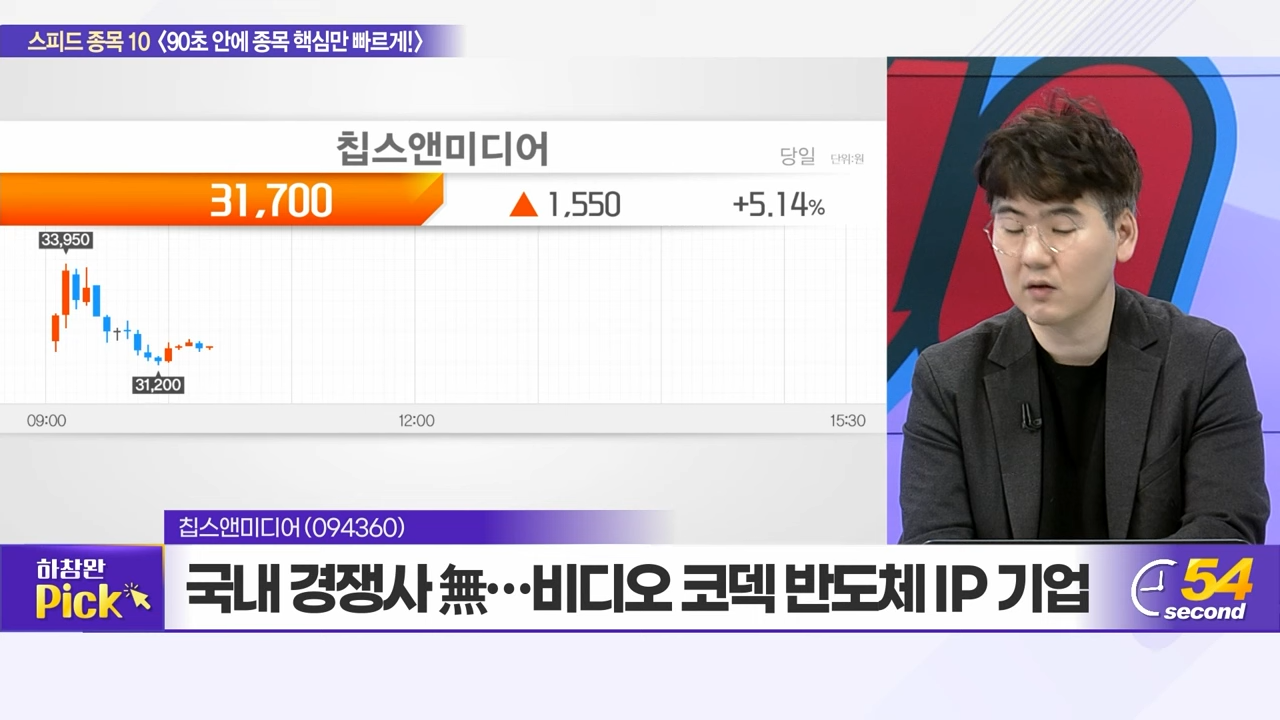 스피드 종목 10 〈90초 안에 종목 핵심만 빠르게!〉
칩스앤미디어
당일 단위:원
31,700 ▲ 1,550 +5.14%
33,950
31,200
09:00 12:00 15:30
칩스앤미디어(094360)
하창완
Pick
국내 경쟁사 無…비디오 코덱 반도체 IP 기업
54
second